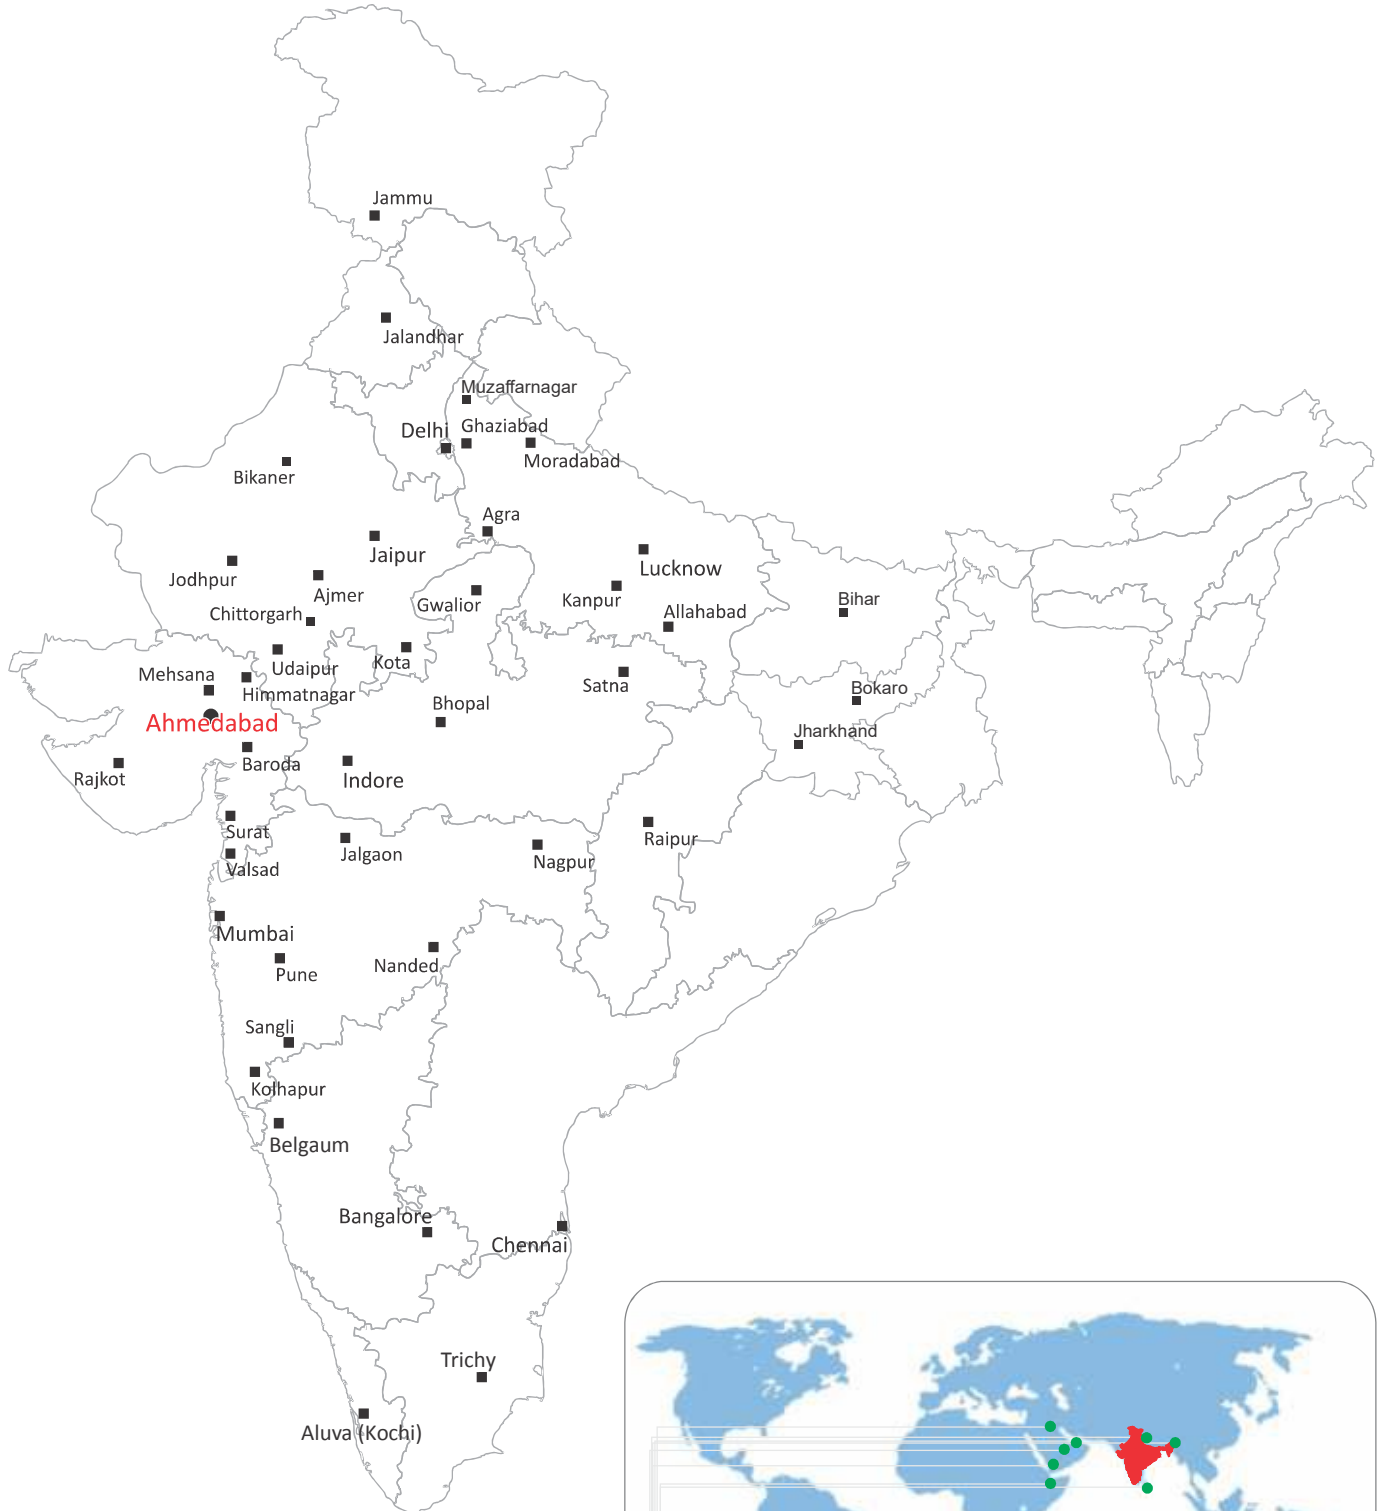 Jammu
Jalandhar
Muzaffarnagar
Delhi
Ghaziabad
Moradabad
Bikaner
Agra
Jaipur
Lucknow
Jodhpur
Ajmer
Gwalior
Kanpur
Bihar
Chittorgarh
Allahabad
Mehsana
Udaipur
Kota
Satna
Himmatnagar
Bokaro
Ahmedabad
Bhopal
Jharkhand
Rajkot
Baroda
Indore
Surat
Jalgaon
Nagpur
Raipur
Valsad
Mumbai
Pune
Nanded
Sangli
Kolhapur
Belgaum
Bangalore
Chennai
Trichy
Aluva (Kochi)